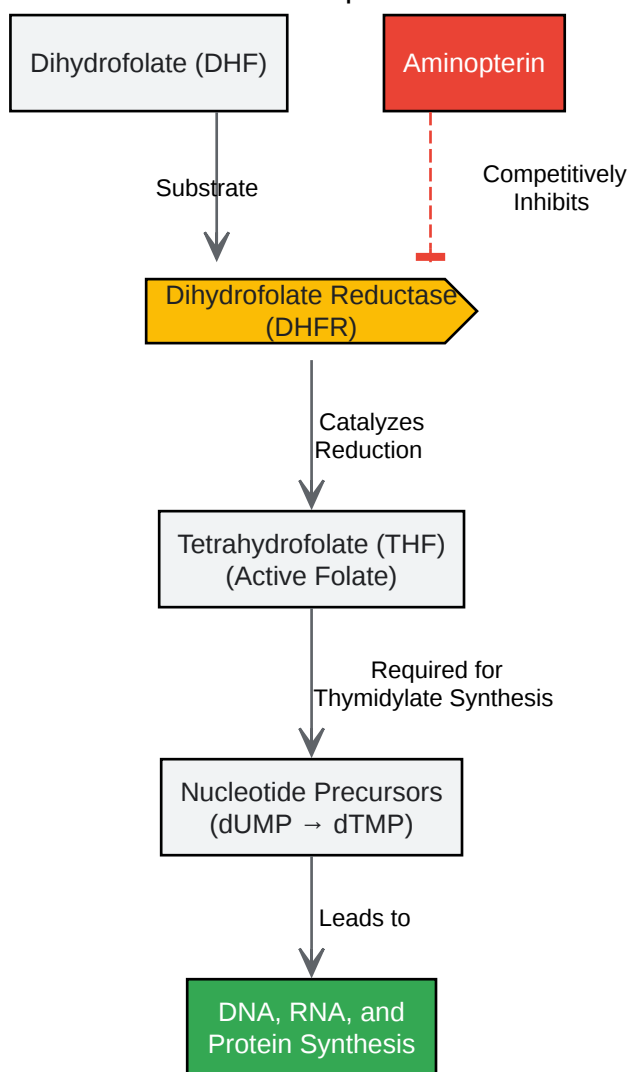 Dihydrofolate (DHF)
Aminopterin
Substrate
Competitively
Inhibits
Dihydrofolate Reductase
(DHFR)
Catalyzes
Reduction
Tetrahydrofolate (THF)
(Active Folate)
Required for
Thymidylate Synthesis
Nucleotide Precursors
(dUMP → dTMP)
Leads to
DNA, RNA, and
Protein Synthesis